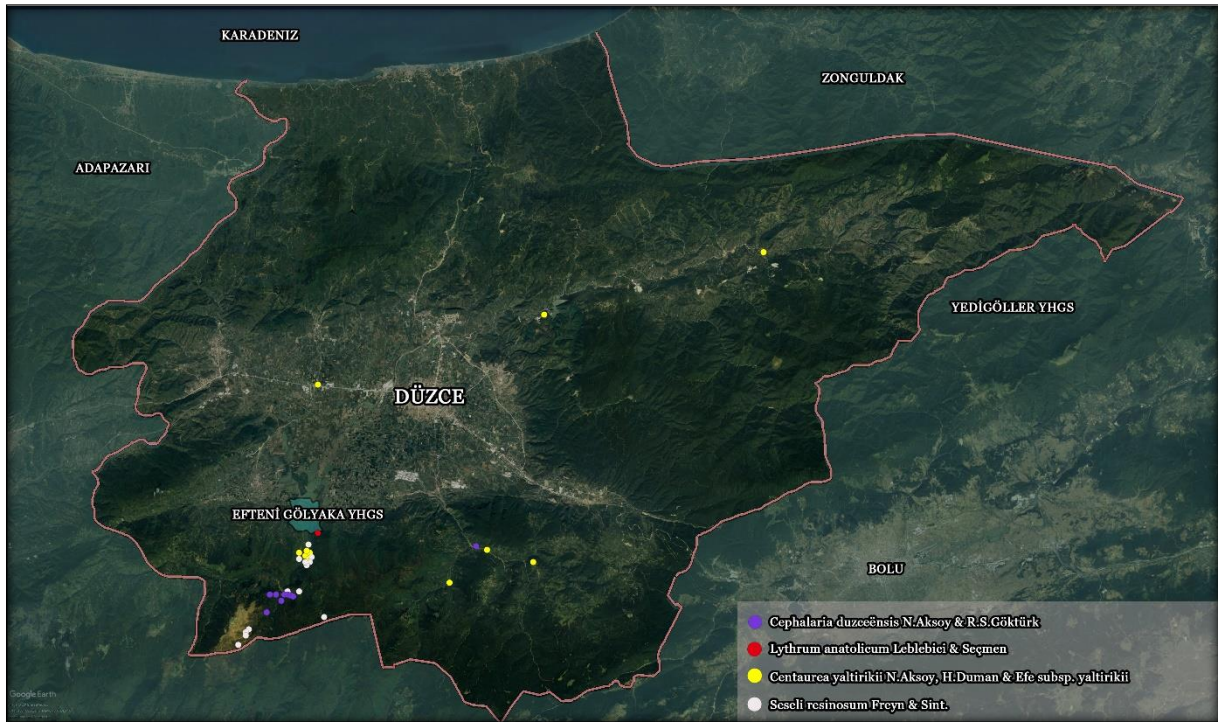 KARADENIZ
ZONGULDAK
ADAPAZARI
YEDİGÖLLER YHGS
DÜZCE
EFTENİ GÖLYAKA YHGS
BOLU
Cephalaria duzceënsis N.Aksoy & R.S.Göktürk
Lythrum anatolicum Leblebici & Seçmen
Centaurea yaltirikii N.Aksoy, H.Duman & Efe subsp. yaltirikii
Seseli resinosum Freyn & Sint.
Google Earth